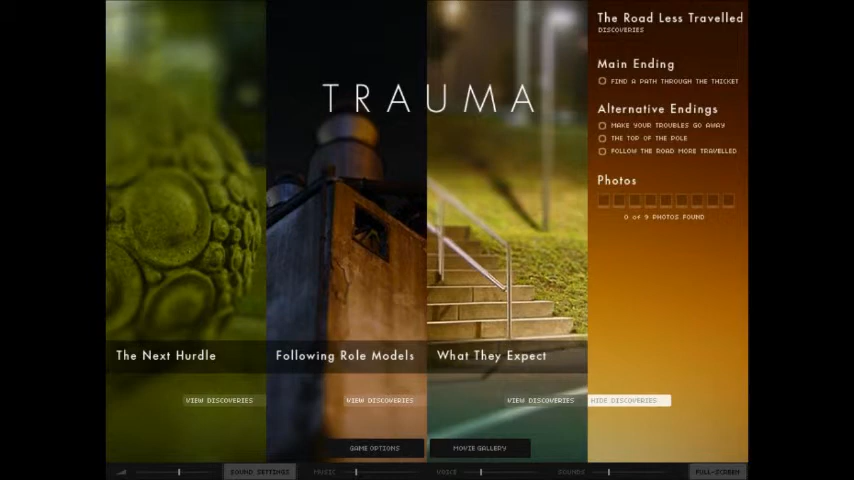 TRAUMA
The Next Hurdle
VIEW DISCOVERIES
Following Role Models
VIEW DISCOVERIES
What They Expect
VIEW DISCOVERIES
The Road Less Travelled
DISCOVERIES
Main Ending
FIND A PATH THROUGH THE THICKET
Alternative Endings
MAKE YOUR TROUBLES GO AWAY
THE TOP OF THE POLE
FOLLOW THE ROAD MORE TRAVELLED
Photos
0 of 9 PHOTOS FOUND
HIDE DISCOVERIES
GAME OPTIONS
MOVIE GALLERY
SOUND SETTINGS
MUSIC
VOICE
SOUNDS
FULL-SCREEN